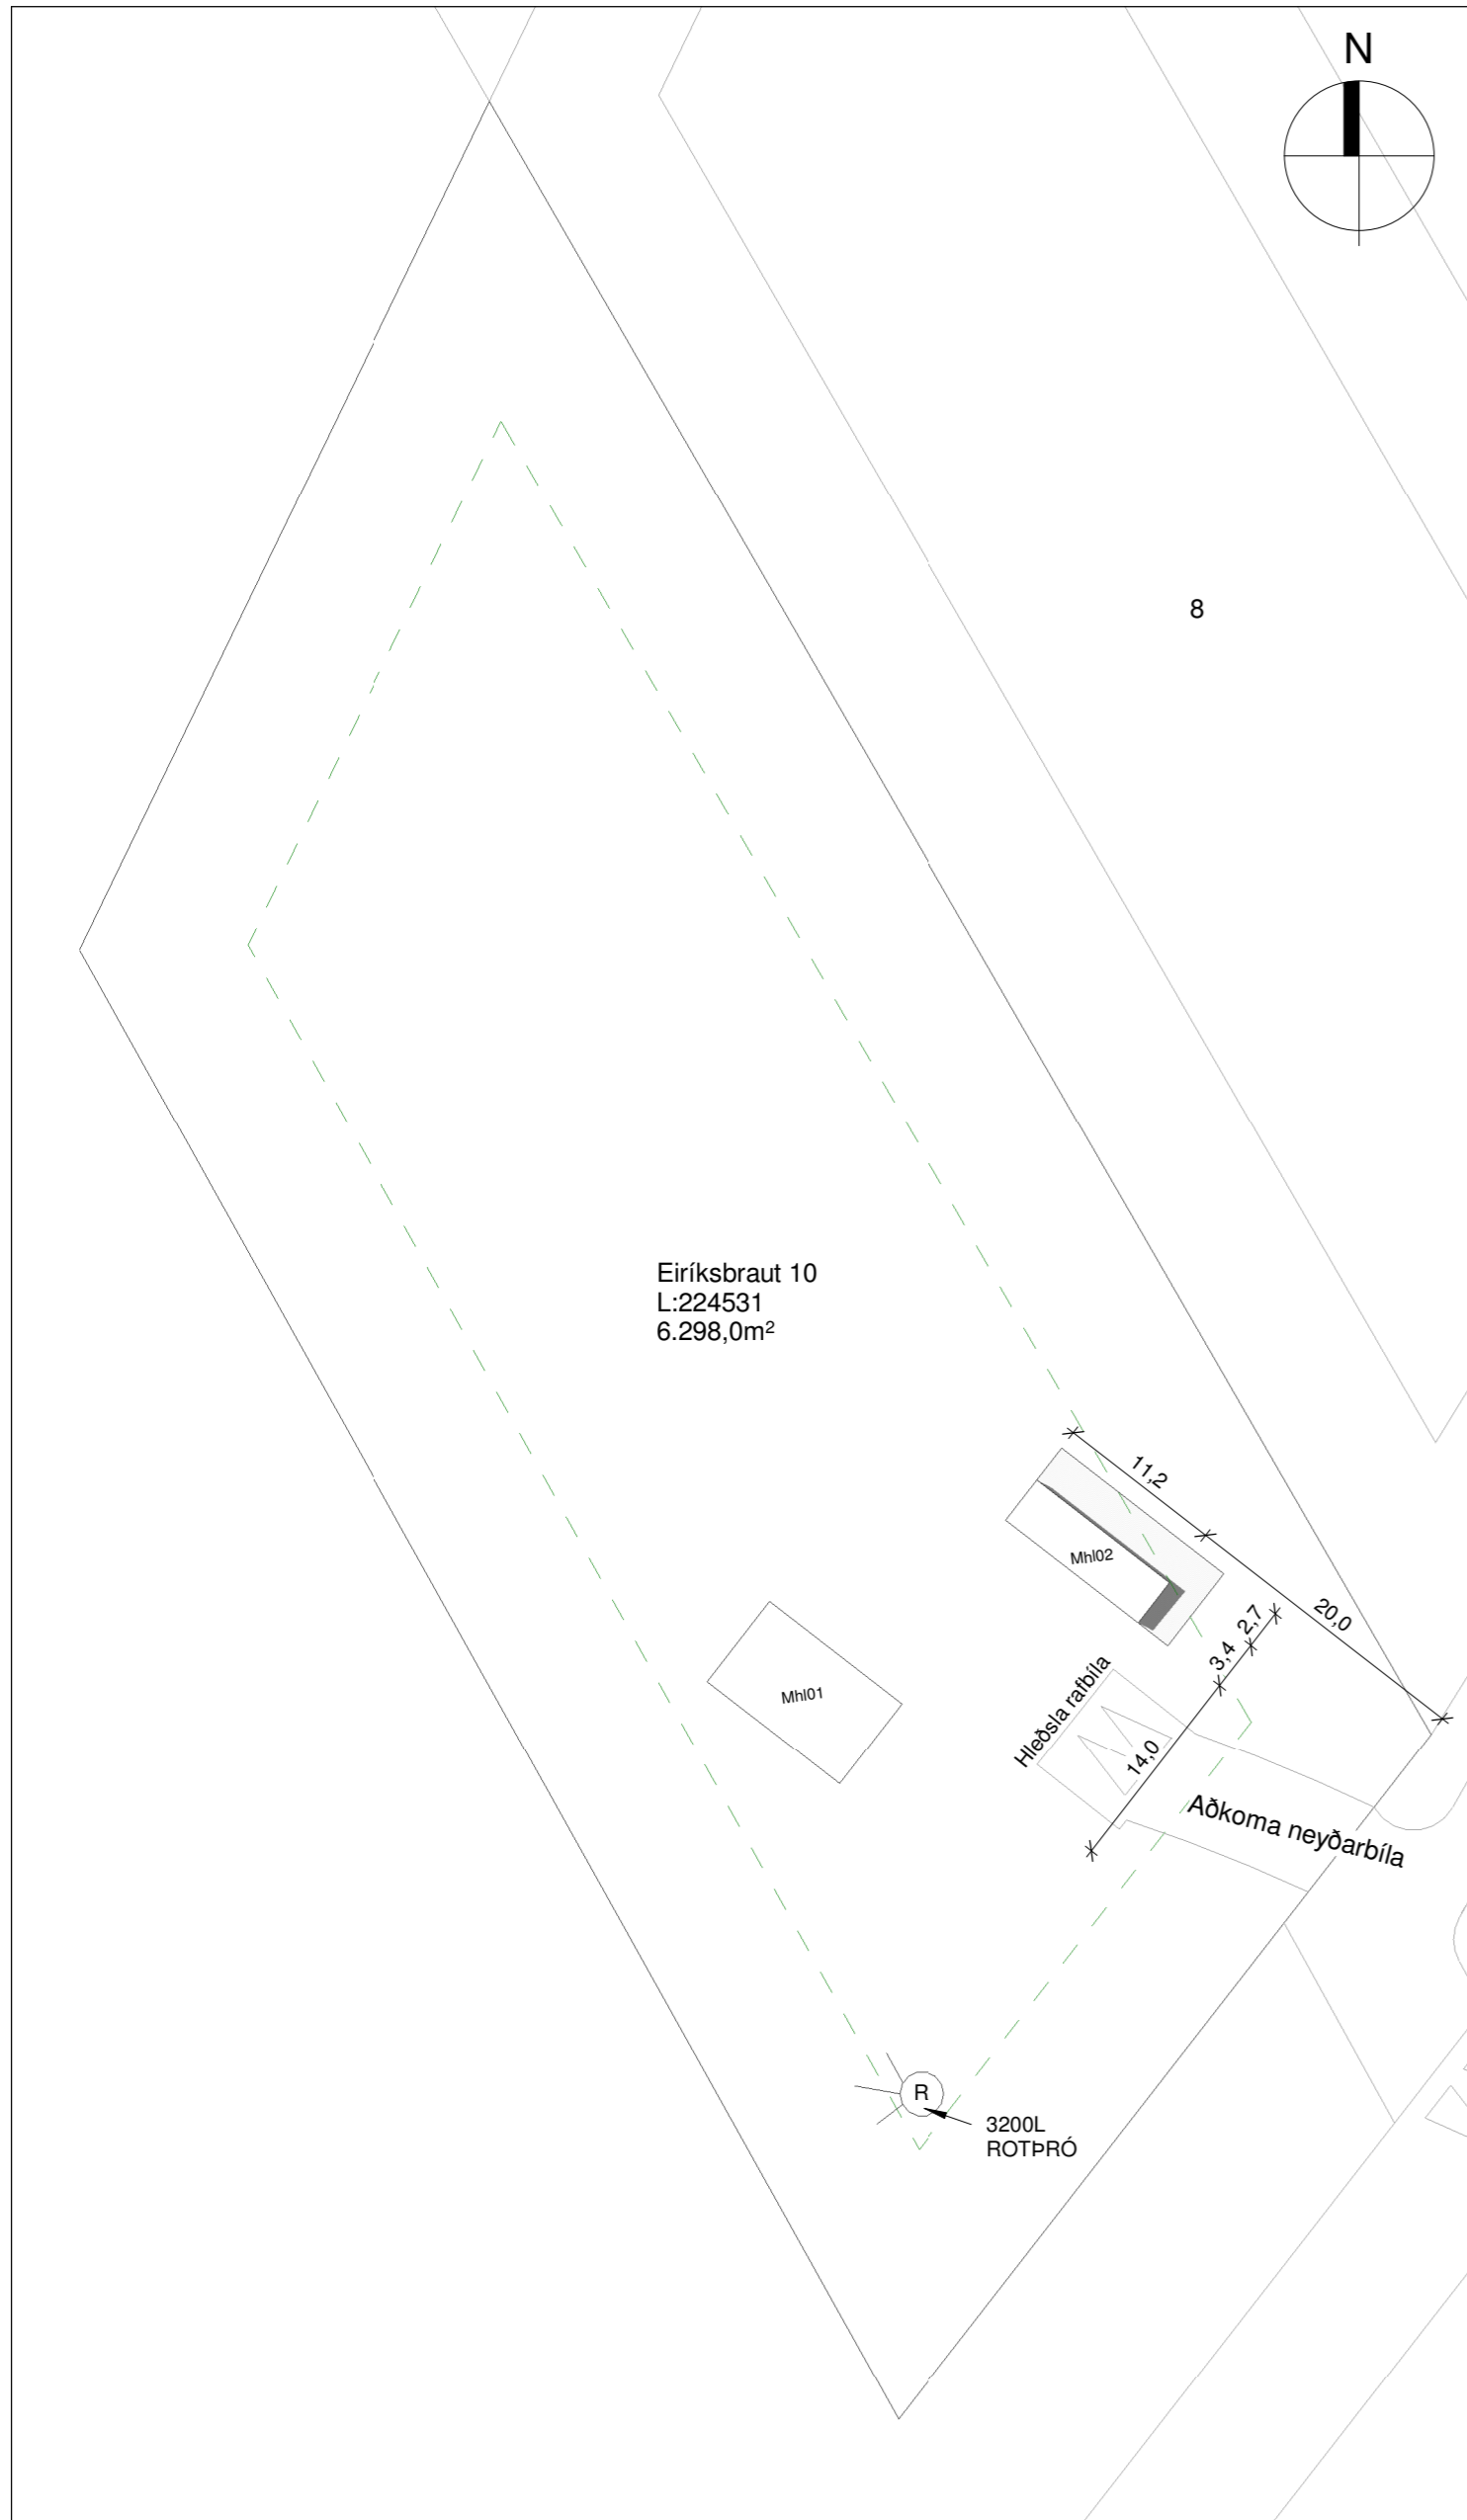 N
8
Eiríksbraut 10
L:224531
6.298,0m²
11,2
Mhl02
20,0
2,7
3,4
Mhl01
Hleðsla rafbíla
14,0
Aðkoma neyðarbíla
R
3200L
ROTÞRÓ